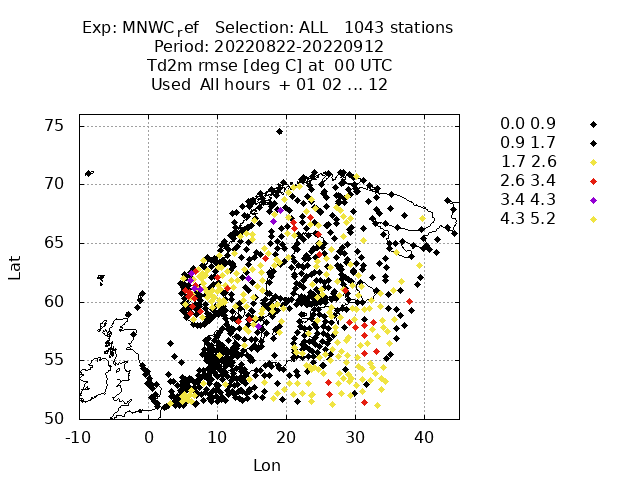 Exp: MNWC_ref   Selection: ALL   1043 stations
Period: 20220822-20220912
Td2m rmse [deg C] at  00 UTC
Used  All hours  + 01 02 ... 12
0.0 0.9
0.9 1.7
1.7 2.6
2.6 3.4
3.4 4.3
4.3 5.2
75
70
65
60
55
50
Lat
-10 0 10 20 30 40
Lon